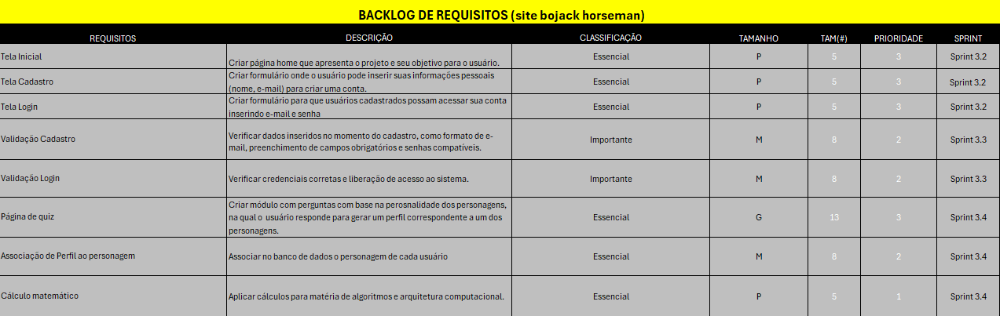 BACKLOG DE REQUISITOS (site bojack horseman)
REQUISITOS DESCRIÇÃO CLASSIFICAÇÃO TAMANHO TAM(#) PRIORIDADE SPRINT
Tela Inicial Criar página home que apresenta o projeto e seu objetivo para o usuário. Essencial P 5 3 Sprint 3.2
Tela Cadastro Criar formulário onde o usuário pode inserir suas informações pessoais
(nome, e-mail) para criar uma conta. Essencial P 5 3 Sprint 3.2
Tela Login Criar formulário para que usuários cadastrados possam acessar sua conta
inserindo e-mail e senha Essencial P 5 3 Sprint 3.2
Validação Cadastro Verificar dados inseridos no momento do cadastro, como formato de e-
mail, preenchimento de campos obrigatórios e senhas compatíveis. Importante M 8 2 Sprint 3.3
Validação Login Verificar credenciais corretas e liberação de acesso ao sistema. Importante M 8 2 Sprint 3.3
Página de quiz Criar módulo com perguntas com base na perosnalidade dos personagens,
na qual o usuário responde para gerar um perfil correspondente a um dos
personagens. Essencial G 13 3 Sprint 3.4
Associação de Perfil ao personagem Associar no banco de dados o personagem de cada usuário Essencial M 8 2 Sprint 3.4
Cálculo matemático Aplicar cálculos para matéria de algoritmos e arquitetura computacional. Essencial P 5 1 Sprint 3.4